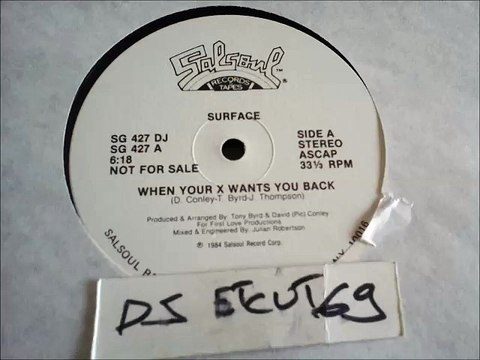 Salsoul
RECORDS
TAPES
SURFACE
SG 427 DJ
SG 427 A
6:18
NOT FOR SALE
SIDE A
STEREO
ASCAP
33⅓ RPM
WHEN YOUR X WANTS YOU BACK
(D. Conley-T. Byrd-J. Thompson)
Produced & Arranged By: Tony Byrd & David (Pic) Conley
For First Love Productions
Mixed & Engineered By: Julian Robertson
℗ 1984 Salsoul Record Corp.
SALSOUL
10016